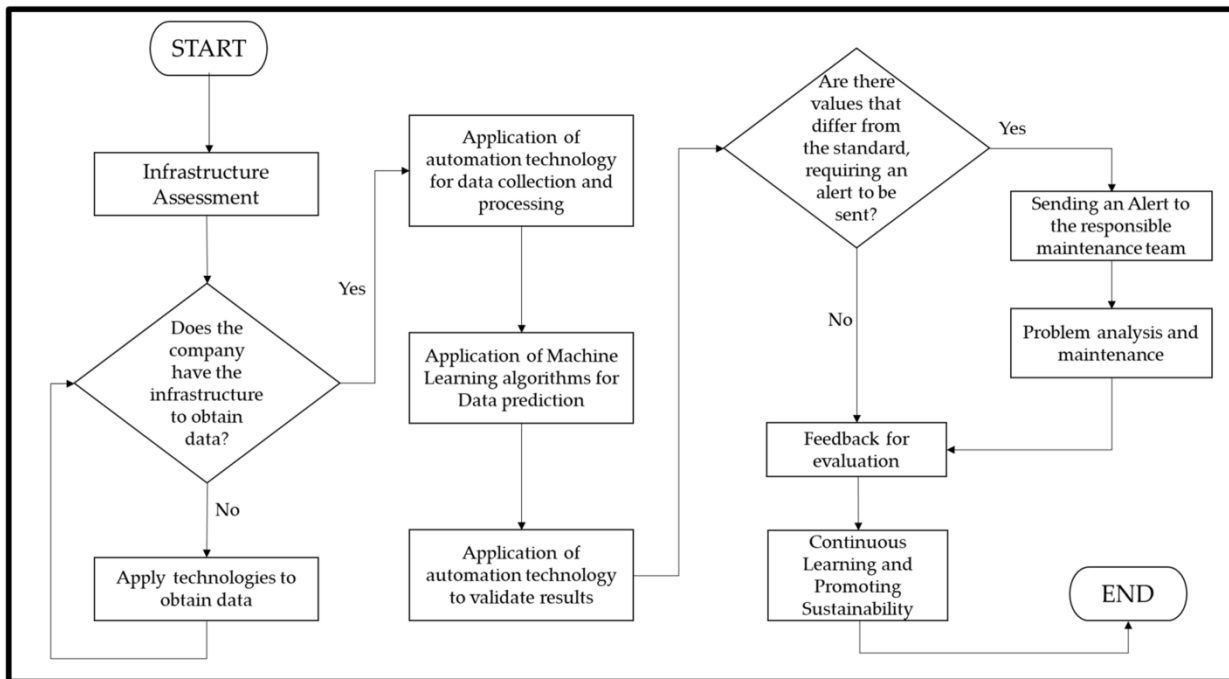 START
Infrastructure
Assessment
Does the
company
have the
infrastructure
to obtain
data?
Yes
No
Apply technologies to
obtain data
Application of
automation technology
for data collection and
processing
Application of Machine
Learning algorithms for
Data prediction
Application of
automation technology
to validate results
Are there
values that
differ from
the standard,
requiring an
alert to be
sent?
Yes
No
Sending an Alert to
the responsible
maintenance team
Problem analysis and
maintenance
Feedback for
evaluation
Continuous
Learning and
Promoting
Sustainability
END